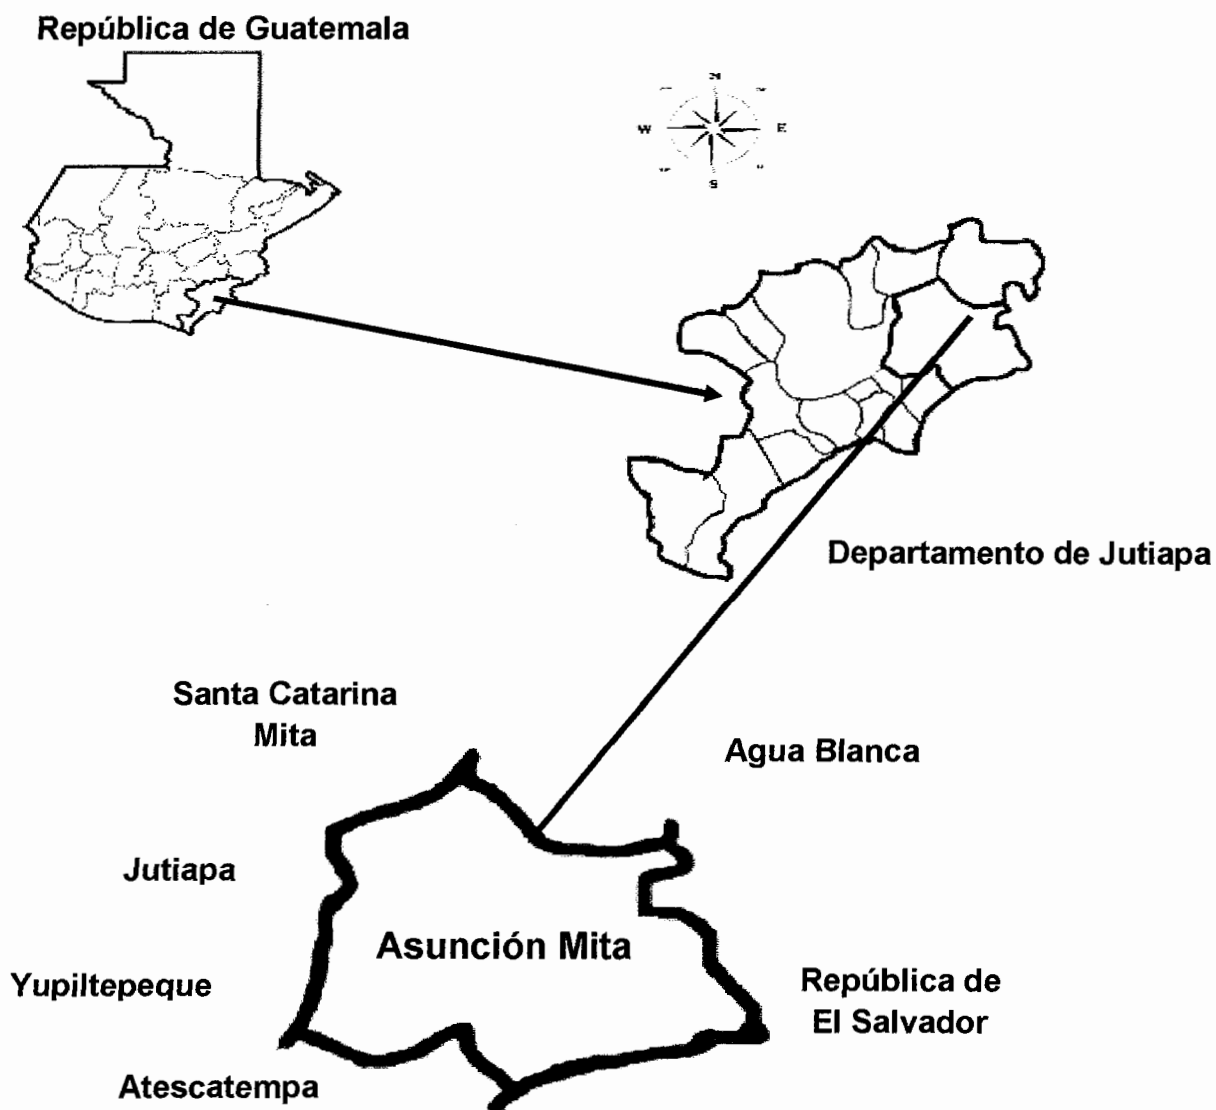 República de Guatemala
N
W
E
S
Departamento de Jutiapa
Santa Catarina
Mita
Agua Blanca
Jutiapa
Asunción Mita
Yupiltepeque
República de
El Salvador
Atescatempa